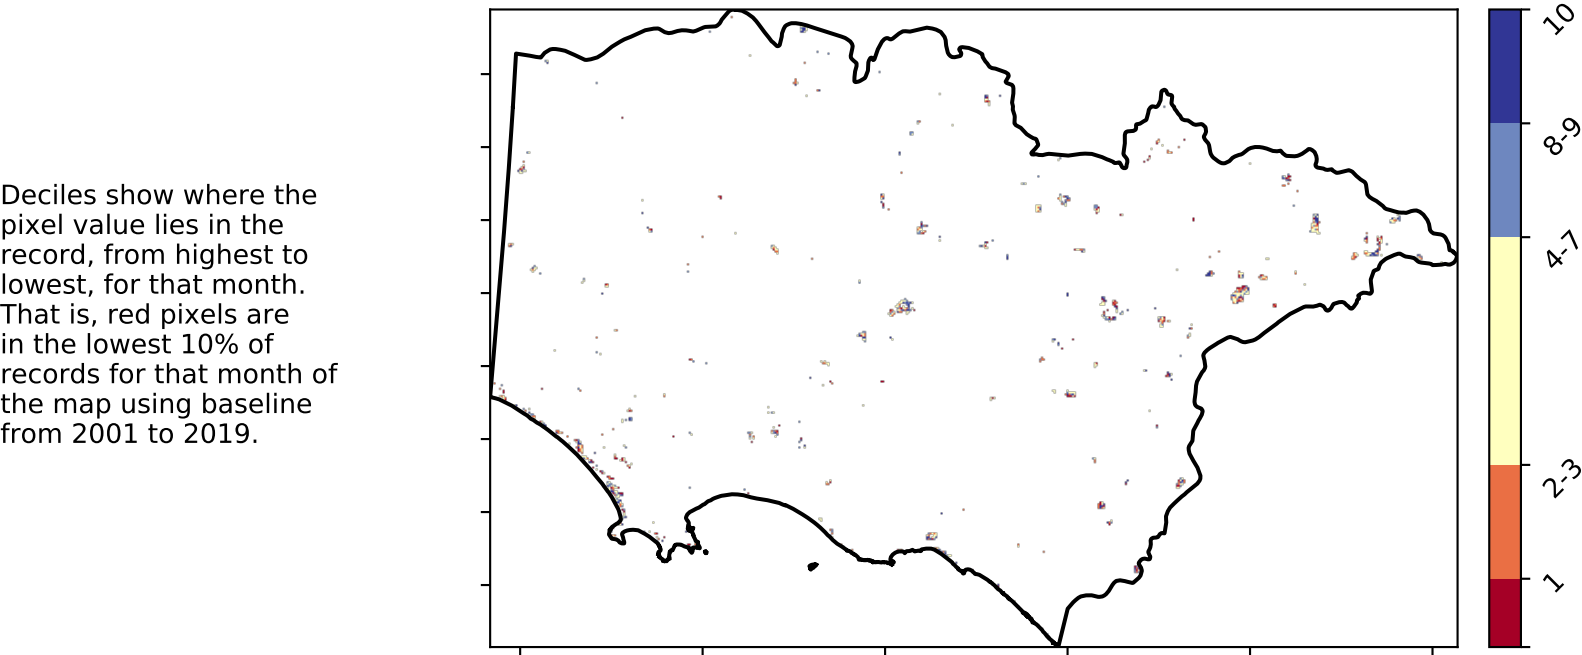 Deciles show where the
pixel value lies in the
record, from highest to
lowest, for that month.
That is, red pixels are
in the lowest 10% of
records for that month of
the map using baseline
from 2001 to 2019.
10
8-9
4-7
2-3
1